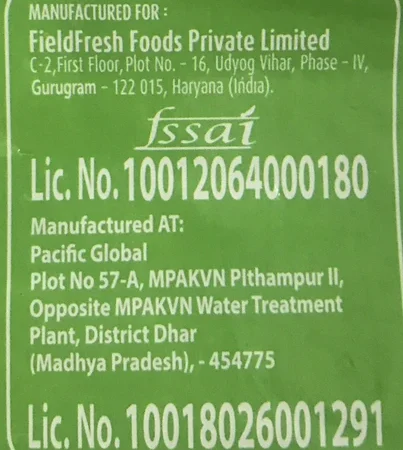 MANUFACTURED FOR :
FieldFresh Foods Private Limited
C-2,First Floor,Plot No. - 16, Udyog Vihar, Phase - IV,
Gurugram - 122 015, Haryana (India).
fssai
Lic. No. 10012064000180
Manufactured AT:
Pacific Global
Plot No 57-A, MPAKVN PIthampur II,
Opposite MPAKVN Water Treatment
Plant, District Dhar
(Madhya Pradesh), - 454775
Lic. No. 10018026001291